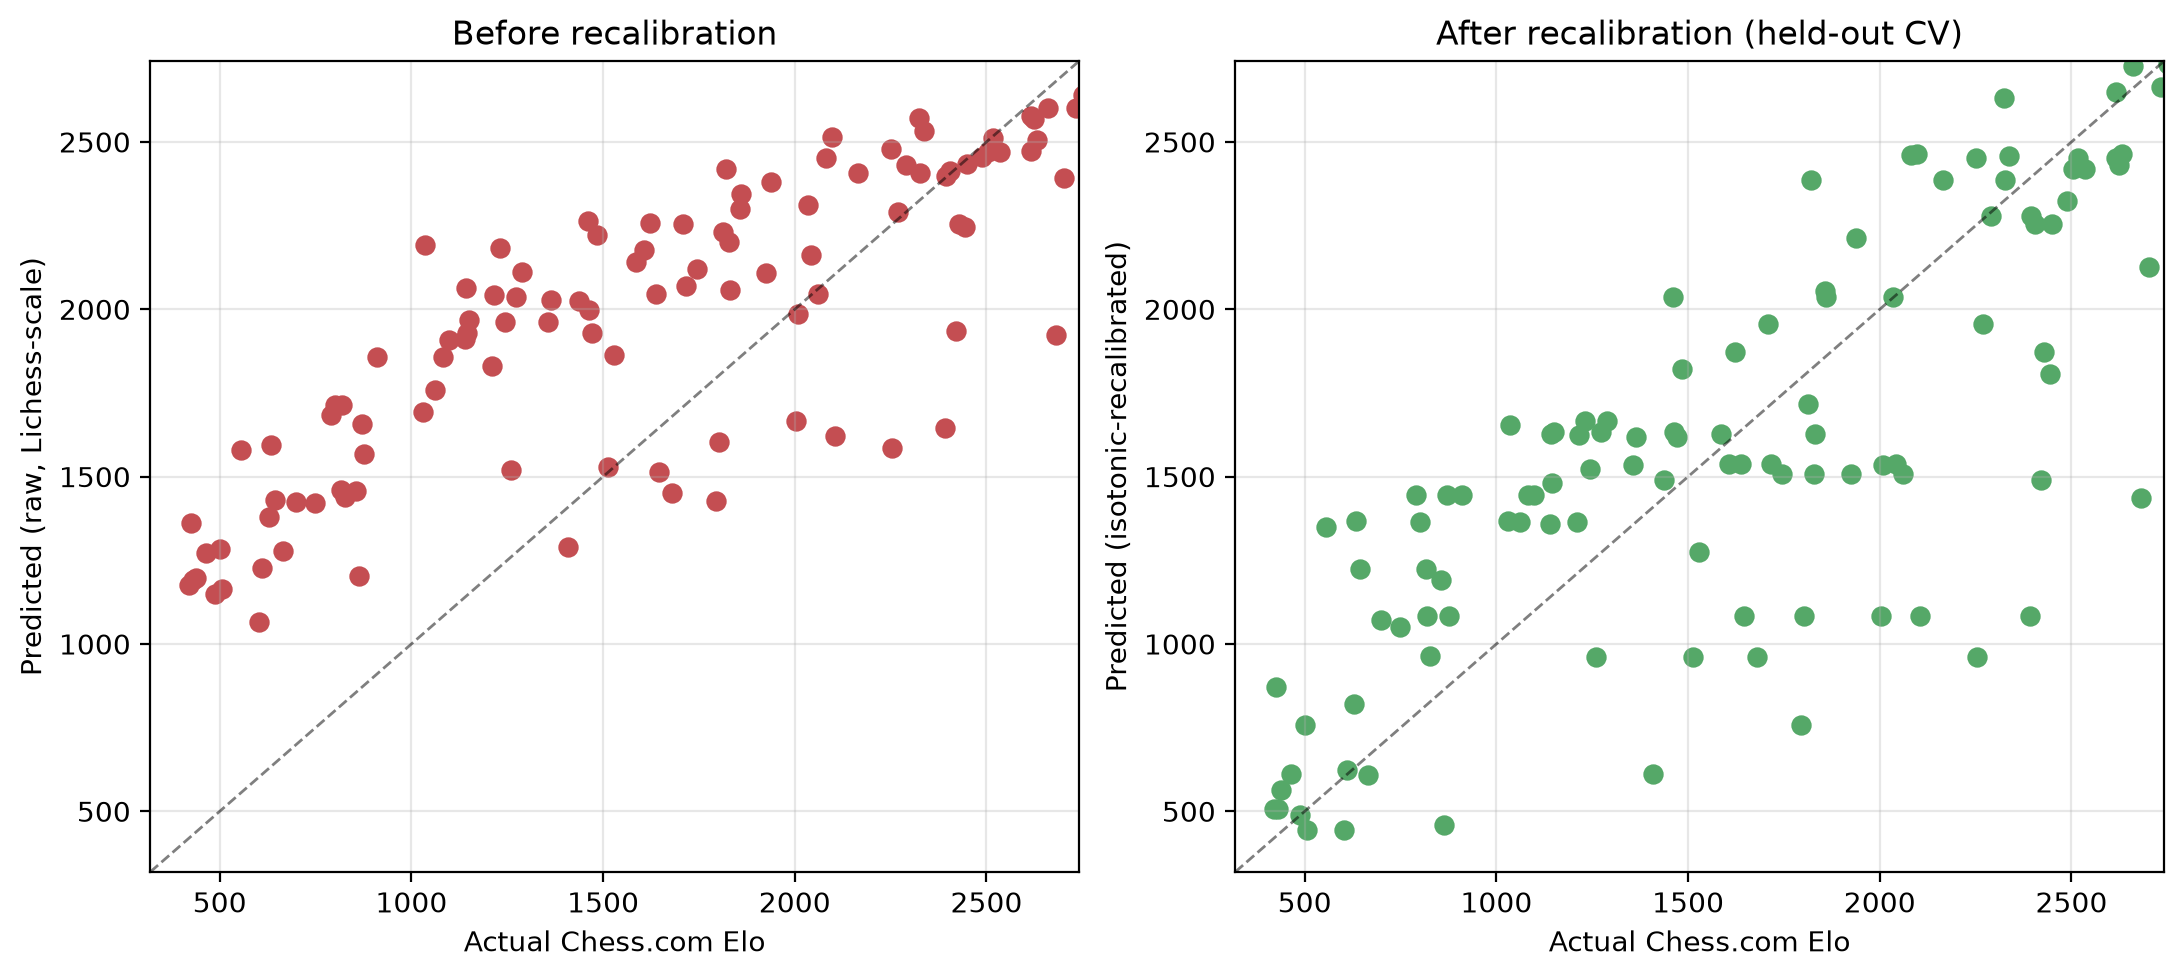 Before recalibration
Predicted (raw, Lichess-scale)
2500
2000
1500
1000
500
500 1000 1500 2000 2500
Actual Chess.com Elo
After recalibration (held-out CV)
Predicted (isotonic-recalibrated)
2500
2000
1500
1000
500
500 1000 1500 2000 2500
Actual Chess.com Elo